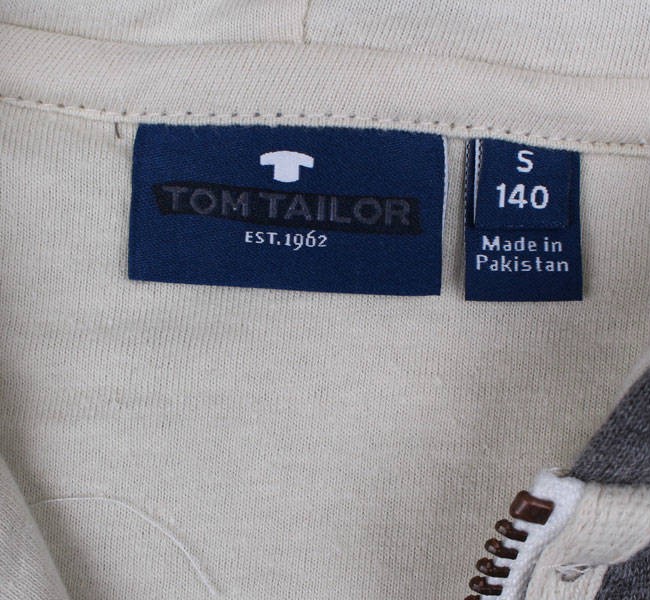 TOM TAILOR
EST.1962
S
140
Made in
Pakistan